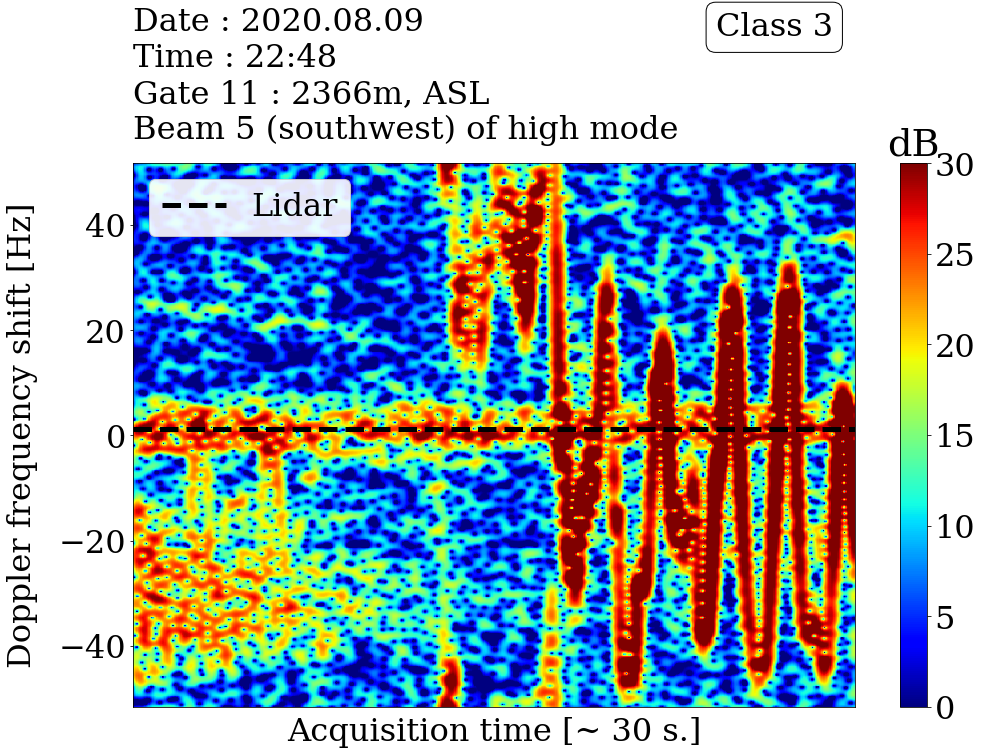 Date : 2020.08.09
Time : 22:48
Gate 11 : 2366m, ASL
Beam 5 (southwest) of high mode
Class 3
dB
Lidar
Doppler frequency shift [Hz]
40
20
0
−20
−40
30
25
20
15
10
5
0
Acquisition time [~ 30 s.]